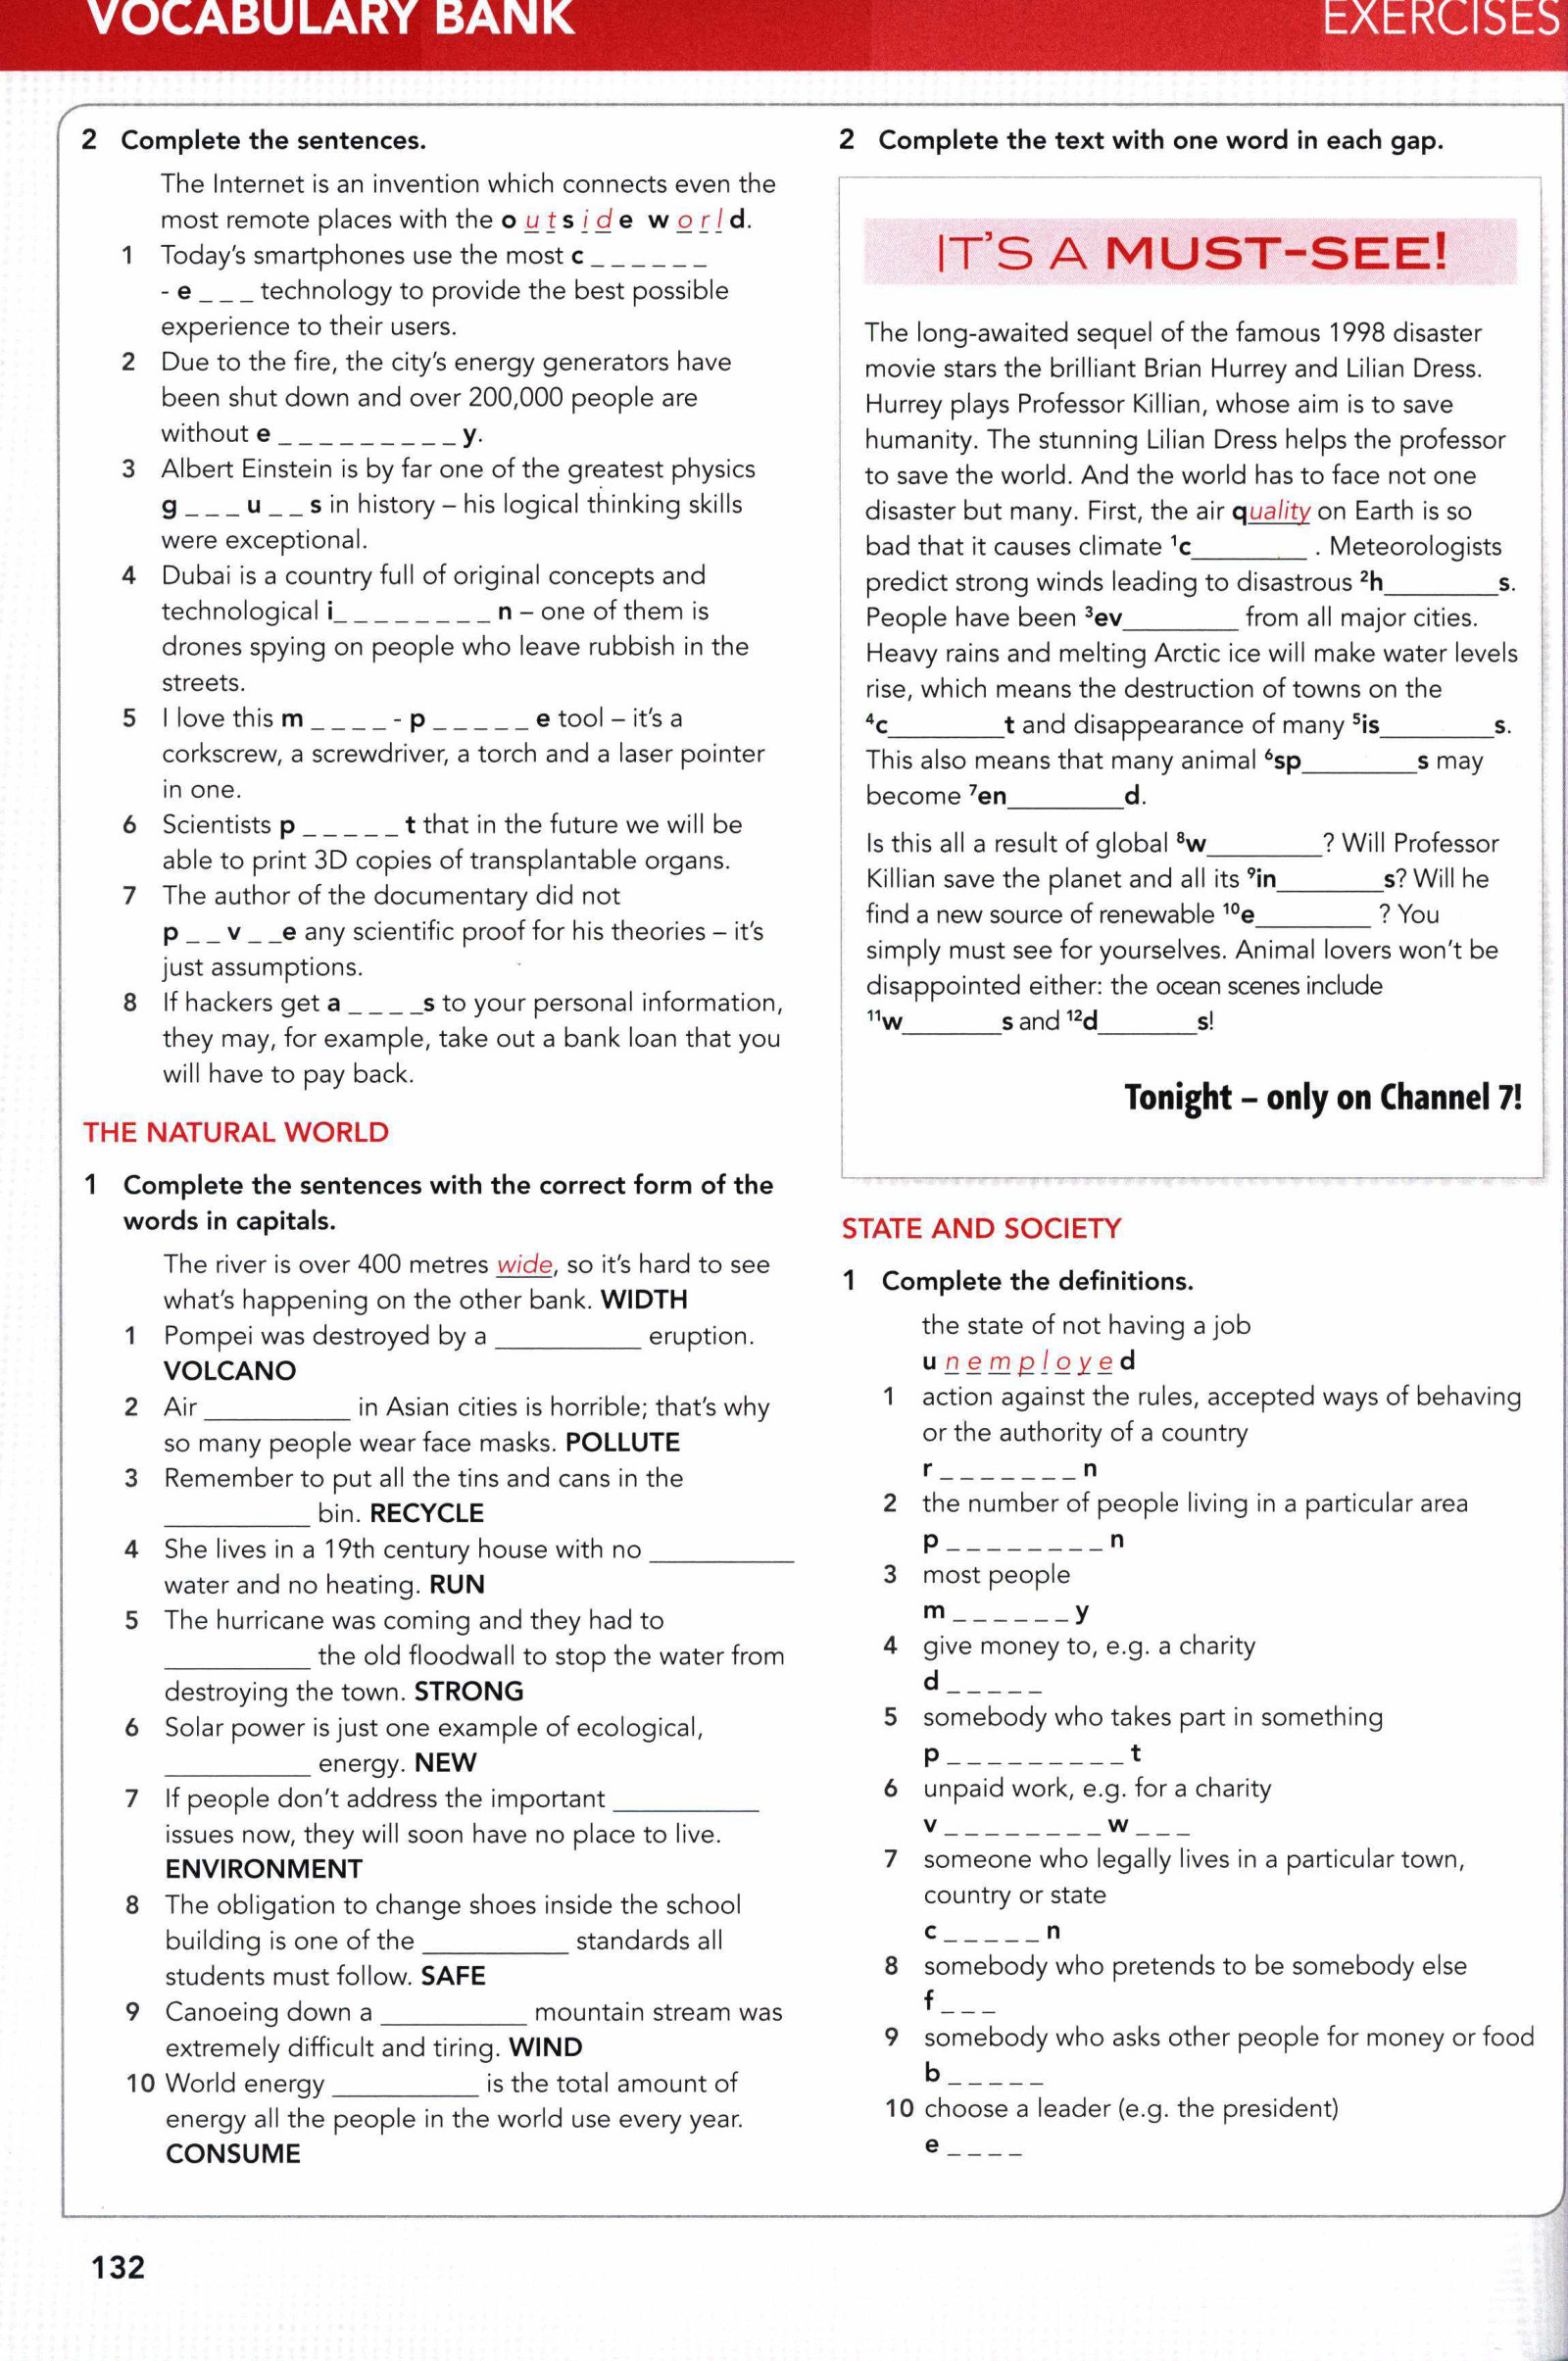 VOCABULARY BANK
EXERCISES
2 Complete the sentences.
The Internet is an invention which connects even the
most remote places with the o u t s i d e w o r l d.
1 Today's smartphones use the most c _ _ _ _ _ _
- e _ _ _ technology to provide the best possible
experience to their users.
2 Due to the fire, the city's energy generators have
been shut down and over 200,000 people are
without e _ _ _ _ _ _ _ _ _ y.
3 Albert Einstein is by far one of the greatest physics
g _ _ _ u _ _ s in history – his logical thinking skills
were exceptional.
4 Dubai is a country full of original concepts and
technological i _ _ _ _ _ _ _ _ n – one of them is
drones spying on people who leave rubbish in the
streets.
5 I love this m _ _ _ _ - p _ _ _ _ _ e tool – it's a
corkscrew, a screwdriver, a torch and a laser pointer
in one.
6 Scientists p _ _ _ _ _ t that in the future we will be
able to print 3D copies of transplantable organs.
7 The author of the documentary did not
p _ _ v _ _ e any scientific proof for his theories – it's
just assumptions.
8 If hackers get a _ _ _ _ s to your personal information,
they may, for example, take out a bank loan that you
will have to pay back.
THE NATURAL WORLD
1 Complete the sentences with the correct form of the
words in capitals.
The river is over 400 metres wide, so it's hard to see
what's happening on the other bank. WIDTH
1 Pompei was destroyed by a ________ eruption.
VOLCANO
2 Air ________ in Asian cities is horrible; that's why
so many people wear face masks. POLLUTE
3 Remember to put all the tins and cans in the
________ bin. RECYCLE
4 She lives in a 19th century house with no ________
water and no heating. RUN
5 The hurricane was coming and they had to
________ the old floodwall to stop the water from
destroying the town. STRONG
6 Solar power is just one example of ecological,
________ energy. NEW
7 If people don't address the important ________
issues now, they will soon have no place to live.
ENVIRONMENT
8 The obligation to change shoes inside the school
building is one of the ________ standards all
students must follow. SAFE
9 Canoeing down a ________ mountain stream was
extremely difficult and tiring. WIND
10 World energy ________ is the total amount of
energy all the people in the world use every year.
CONSUME
2 Complete the text with one word in each gap.
IT'S A MUST-SEE!
The long-awaited sequel of the famous 1998 disaster
movie stars the brilliant Brian Hurrey and Lilian Dress.
Hurrey plays Professor Killian, whose aim is to save
humanity. The stunning Lilian Dress helps the professor
to save the world. And the world has to face not one
disaster but many. First, the air quality on Earth is so
bad that it causes climate ¹c________ . Meteorologists
predict strong winds leading to disastrous ²h________s.
People have been ³ev________ from all major cities.
Heavy rains and melting Arctic ice will make water levels
rise, which means the destruction of towns on the
⁴c________t and disappearance of many ⁵is________s.
This also means that many animal ⁶sp________s may
become ⁷en________d.
Is this all a result of global ⁸w________? Will Professor
Killian save the planet and all its ⁹in________s? Will he
find a new source of renewable ¹⁰e________ ? You
simply must see for yourselves. Animal lovers won't be
disappointed either: the ocean scenes include
¹¹w________s and ¹²d________s!
Tonight – only on Channel 7!
STATE AND SOCIETY
1 Complete the definitions.
the state of not having a job
u n e m p l o y e d
1 action against the rules, accepted ways of behaving
or the authority of a country
r _ _ _ _ _ _ _ n
2 the number of people living in a particular area
p _ _ _ _ _ _ _ _ n
3 most people
m _ _ _ _ _ _ y
4 give money to, e.g. a charity
d _ _ _ _ _
5 somebody who takes part in something
p _ _ _ _ _ _ _ _ _ t
6 unpaid work, e.g. for a charity
v _ _ _ _ _ _ _ _ w _ _ _
7 someone who legally lives in a particular town,
country or state
c _ _ _ _ _ n
8 somebody who pretends to be somebody else
f _ _ _
9 somebody who asks other people for money or food
b _ _ _ _ _
10 choose a leader (e.g. the president)
e _ _ _ _
132